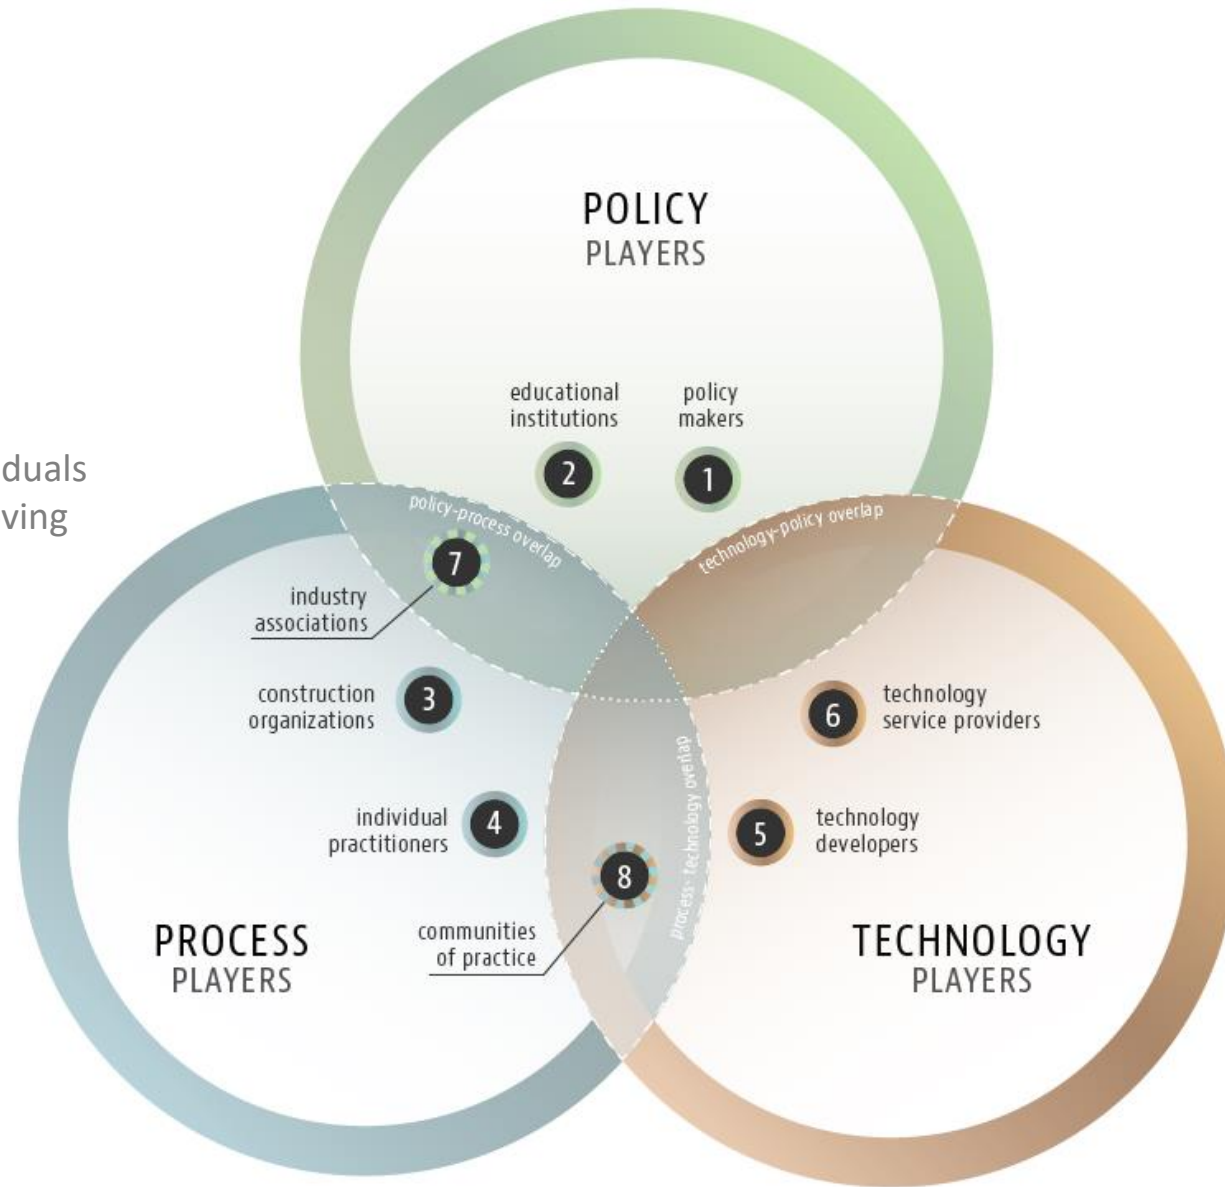 POLICY
PLAYERS
educational
institutions
policy
makers
2
1
duals
ving
policy-process overlap
technology-policy overlap
7
industry
associations
construction
organizations
3
6
technology
service providers
individual
practitioners
4
process- technology overlap
5
technology
developers
8
communities
of practice
PROCESS
PLAYERS
TECHNOLOGY
PLAYERS